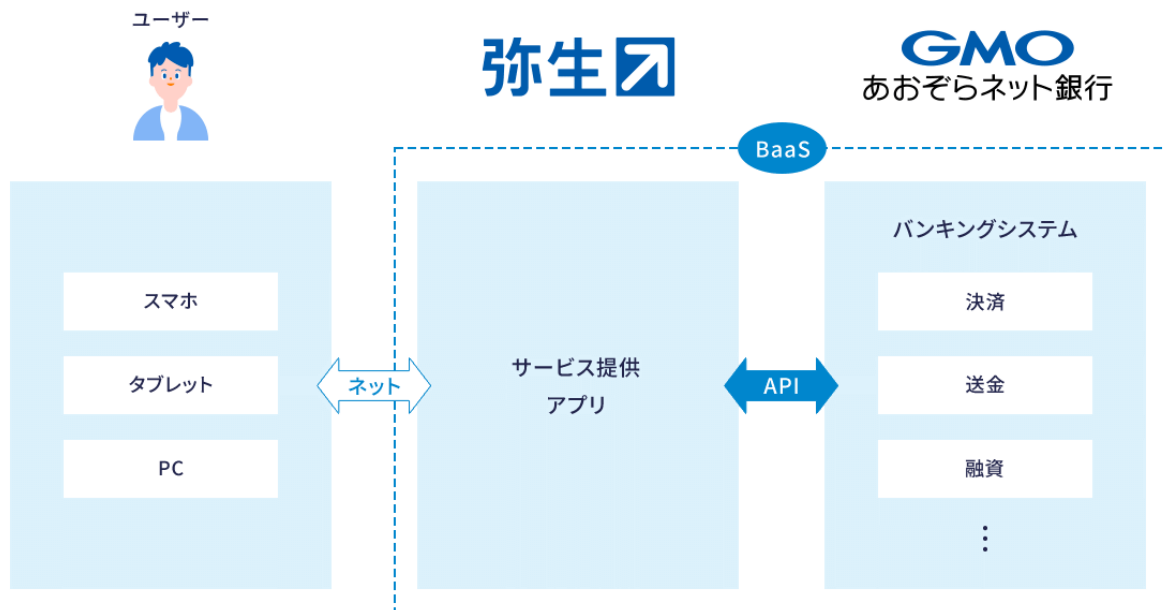 ユーザー
弥生
GMO
あおぞらネット銀行
BaaS
スマホ
タブレット
PC
ネット
サービス提供
アプリ
API
バンキングシステム
決済
送金
融資
⋮